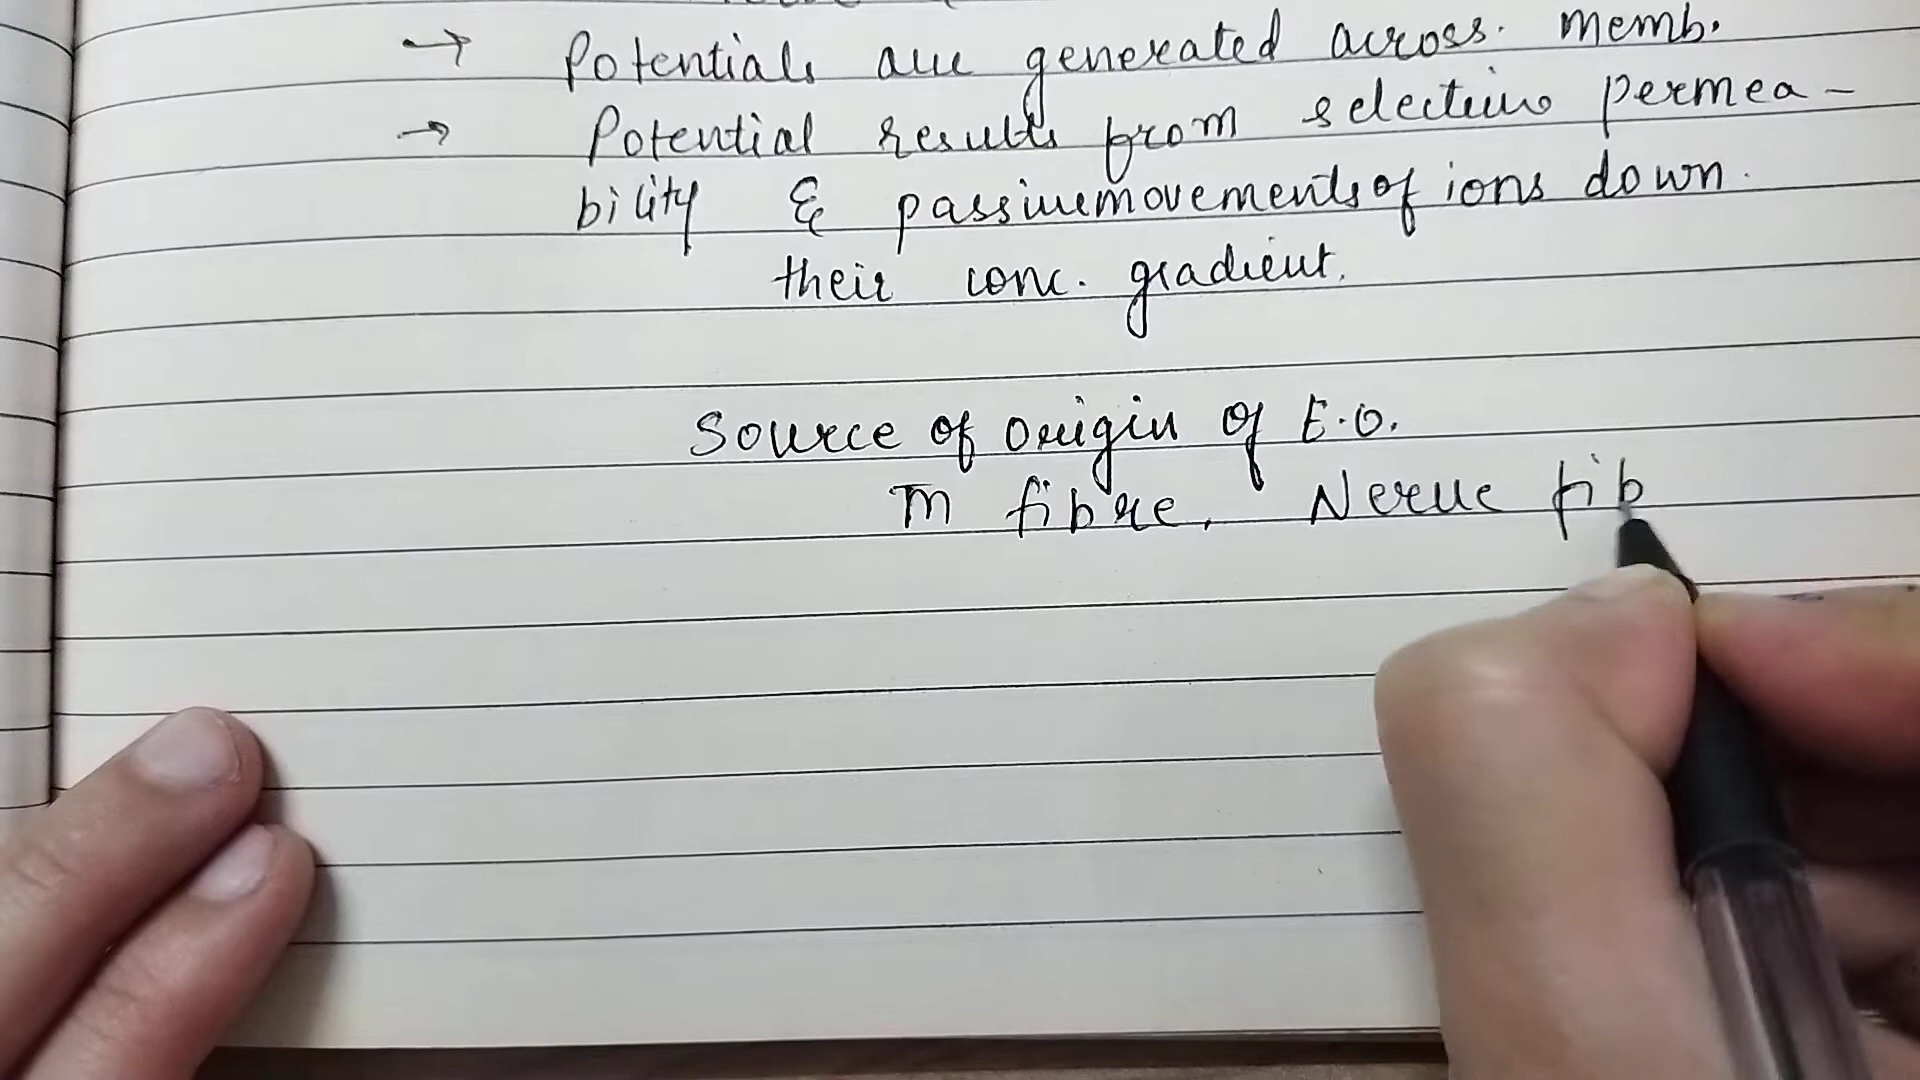 → Potentials are generated across. memb.
→ Potential results from selective permea-
bility & passive movements of ions down.
their conc. gradient.
Source of origin of E.O.
m fibre, Nerve fib